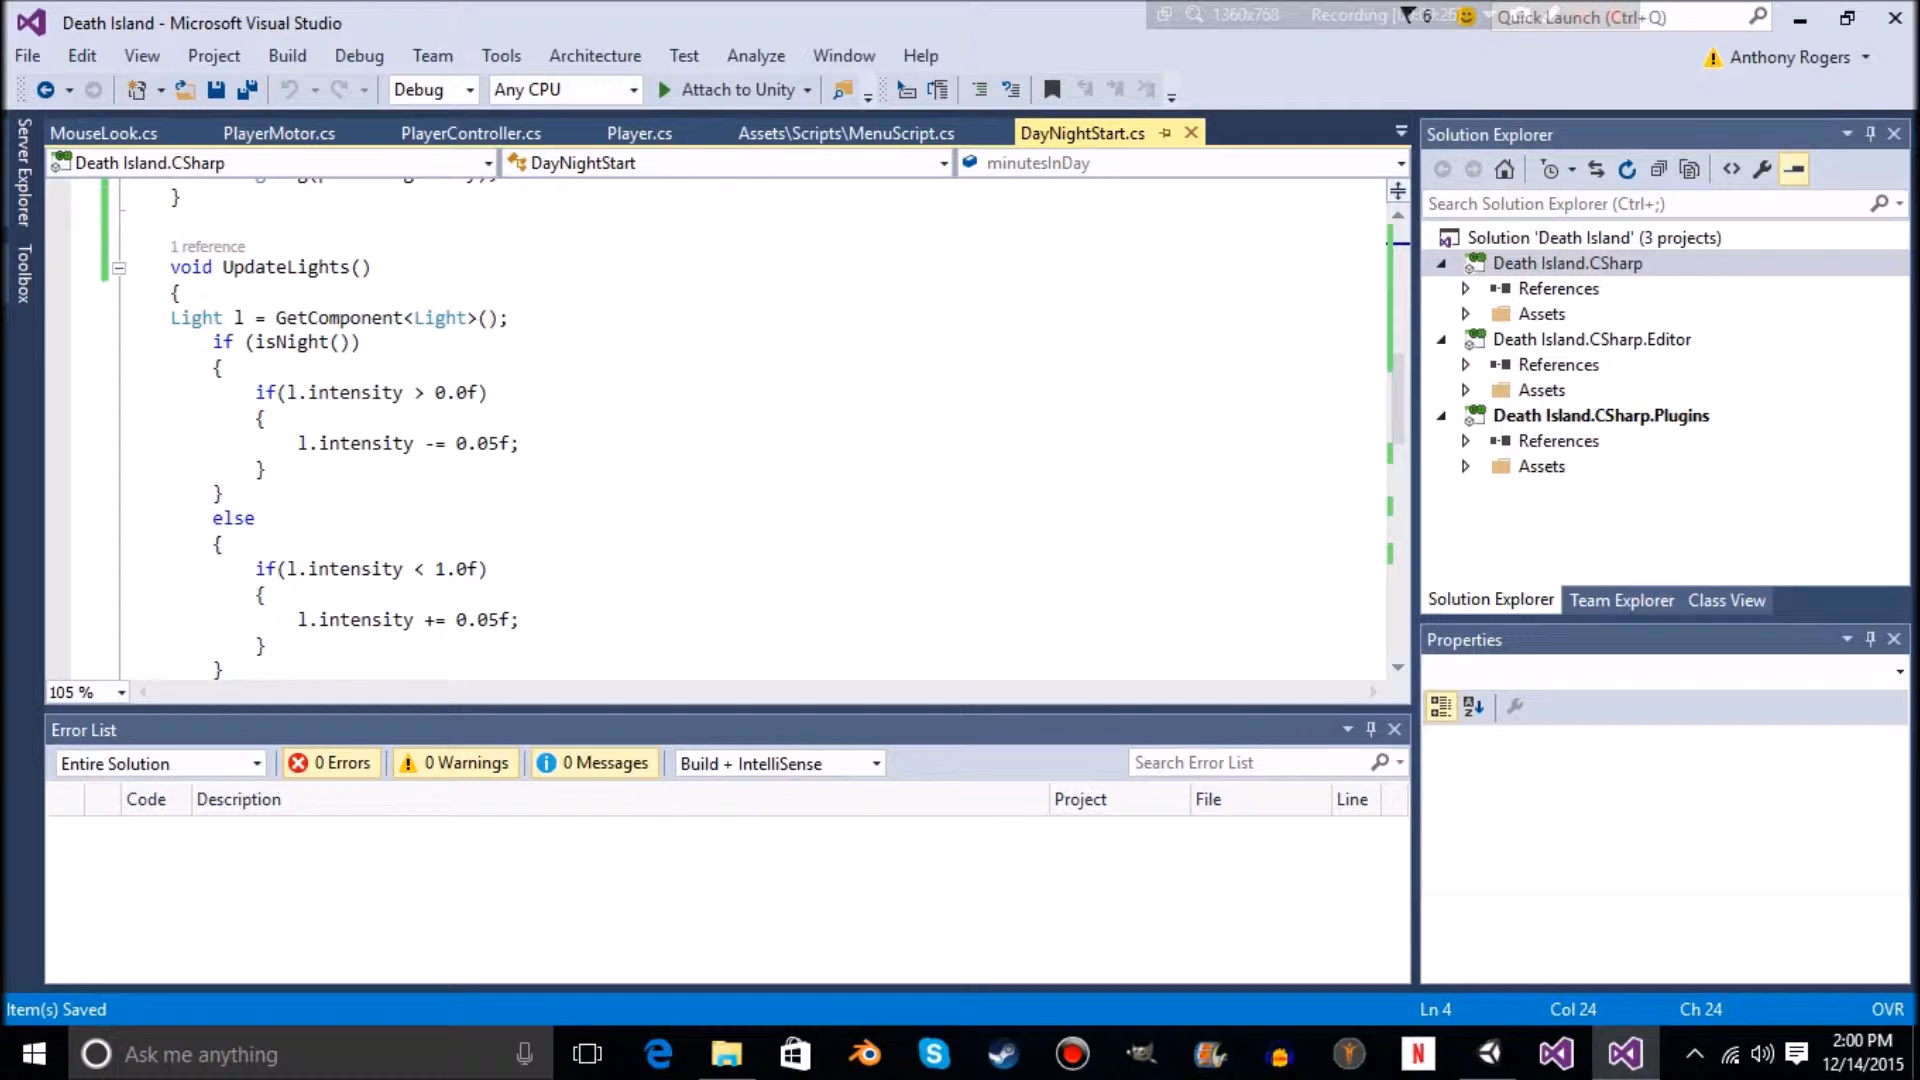 Death Island - Microsoft Visual Studio
1360x768 Recording [
6
Quick Launch (Ctrl+Q)
File Edit View Project Build Debug Team Tools Architecture Test Analyze Window Help
Anthony Rogers
Debug Any CPU Attach to Unity
Server Explorer
Toolbox
MouseLook.cs PlayerMotor.cs PlayerController.cs Player.cs Assets\Scripts\MenuScript.cs DayNightStart.cs
Death Island.CSharp DayNightStart minutesInDay
}
1 reference
void UpdateLights()
{
Light l = GetComponent<Light>();
if (isNight())
{
if(l.intensity > 0.0f)
{
l.intensity -= 0.05f;
}
}
else
{
if(l.intensity < 1.0f)
{
l.intensity += 0.05f;
}
}
105 %
Solution Explorer
Search Solution Explorer (Ctrl+;)
Solution 'Death Island' (3 projects)
Death Island.CSharp
References
Assets
Death Island.CSharp.Editor
References
Assets
Death Island.CSharp.Plugins
References
Assets
Solution Explorer Team Explorer Class View
Properties
Error List
Entire Solution 0 Errors 0 Warnings 0 Messages Build + IntelliSense Search Error List
Code Description Project File Line
Item(s) Saved Ln 4 Col 24 Ch 24 OVR
Ask me anything
N
2:00 PM
12/14/2015